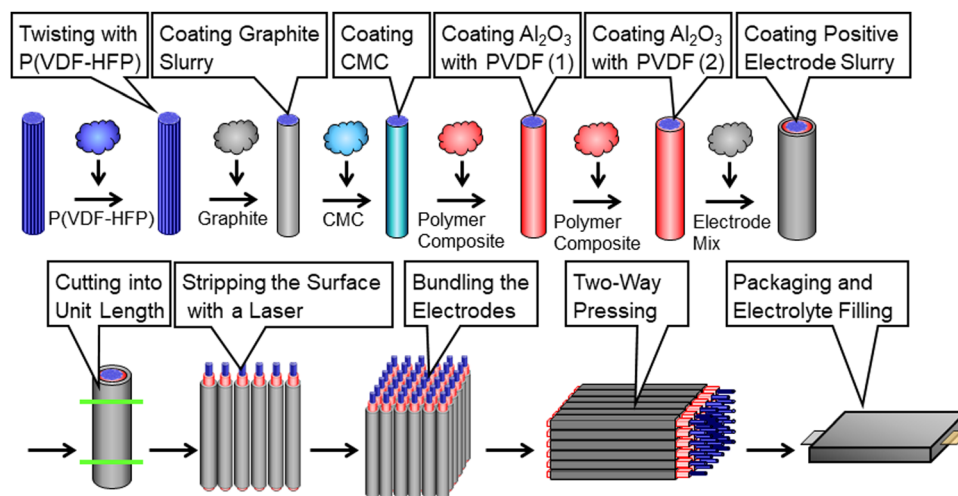 Twisting with
P(VDF-HFP)
Coating Graphite
Slurry
Coating
CMC
Coating Al₂O₃
with PVDF (1)
Coating Al₂O₃
with PVDF (2)
Coating Positive
Electrode Slurry
P(VDF-HFP)
Graphite
CMC
Polymer
Composite
Polymer
Composite
Electrode
Mix
Cutting into
Unit Length
Stripping the Surface
with a Laser
Bundling the
Electrodes
Two-Way
Pressing
Packaging and
Electrolyte Filling